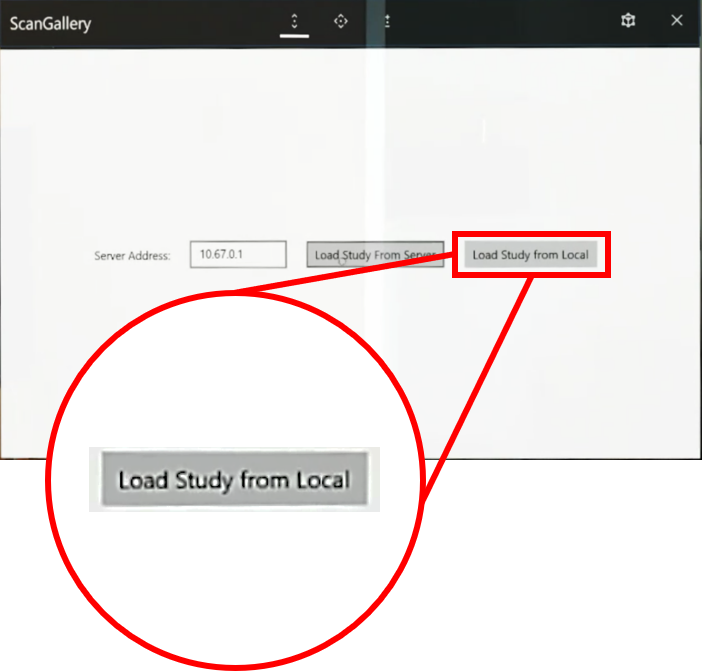 ScanGallery
Server Address: 10.67.0.1 Load Study From Server Load Study from Local
Load Study from Local